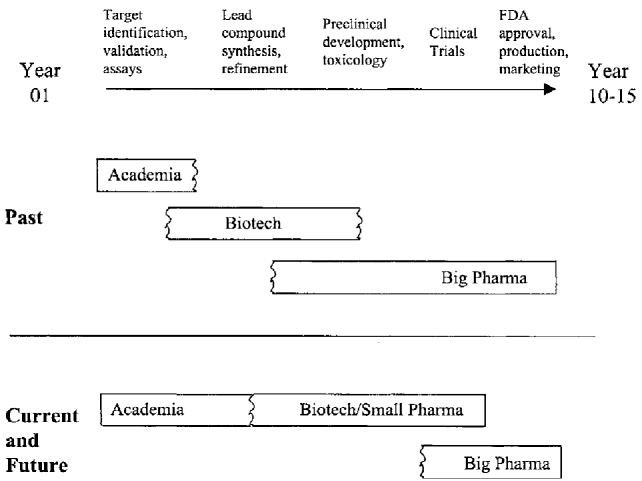 Target
identification,
validation,
assays
Lead
compound
synthesis,
refinement
Preclinical
development,
toxicology
Clinical
Trials
FDA
approval,
production,
marketing
Year
01
Year
10-15
Past
Academia
Biotech
Big Pharma
Current
and
Future
Academia
Biotech/Small Pharma
Big Pharma